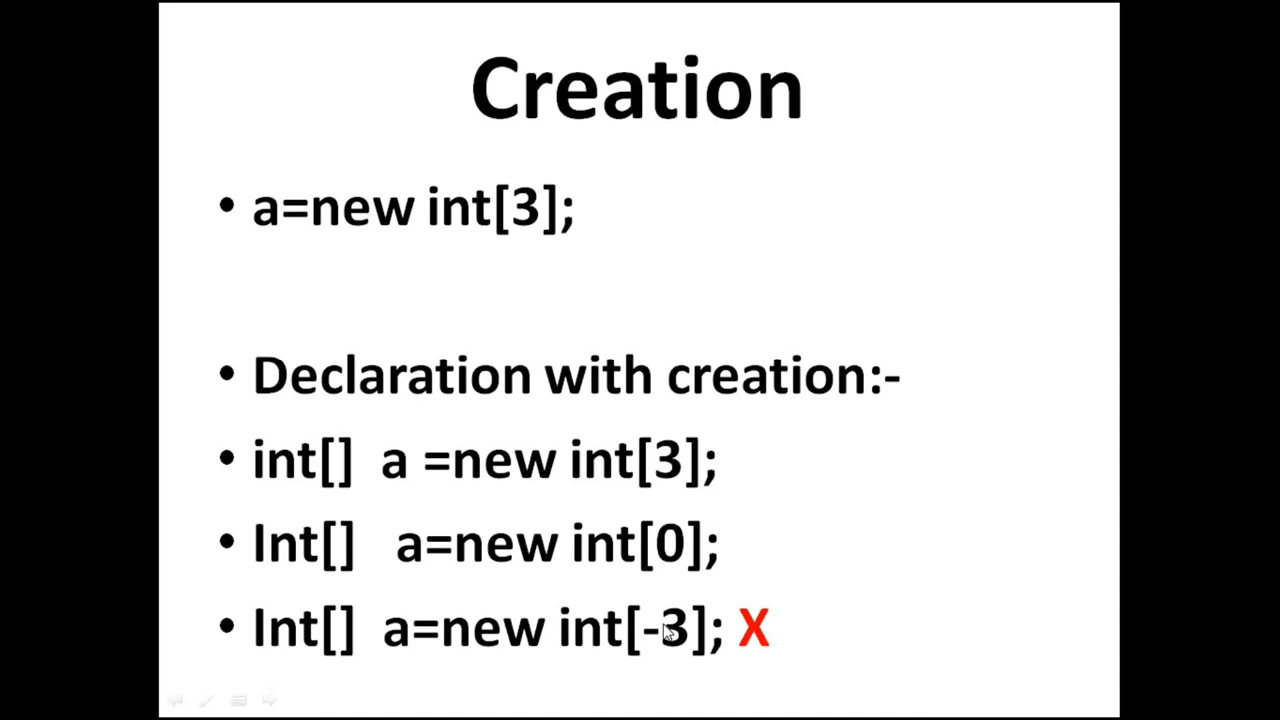 Creation
• a=new int[3];
• Declaration with creation:-
• int[]  a =new int[3];
• Int[]   a=new int[0];
• Int[]  a=new int[-3]; X